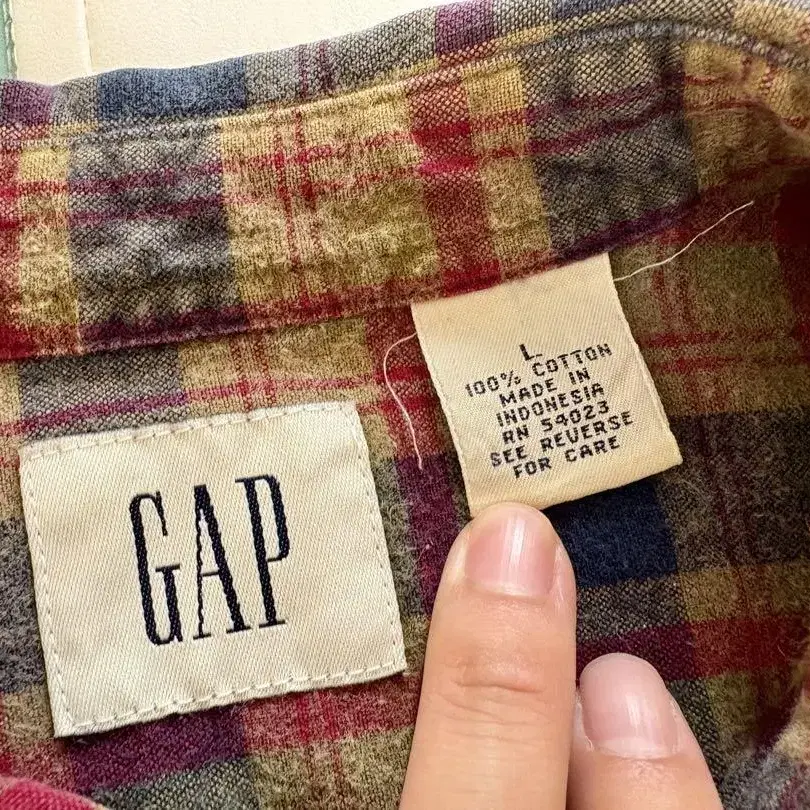 GAP
L
100% COTTON
MADE IN
INDONESIA
RN 54023
SEE REVERSE
FOR CARE